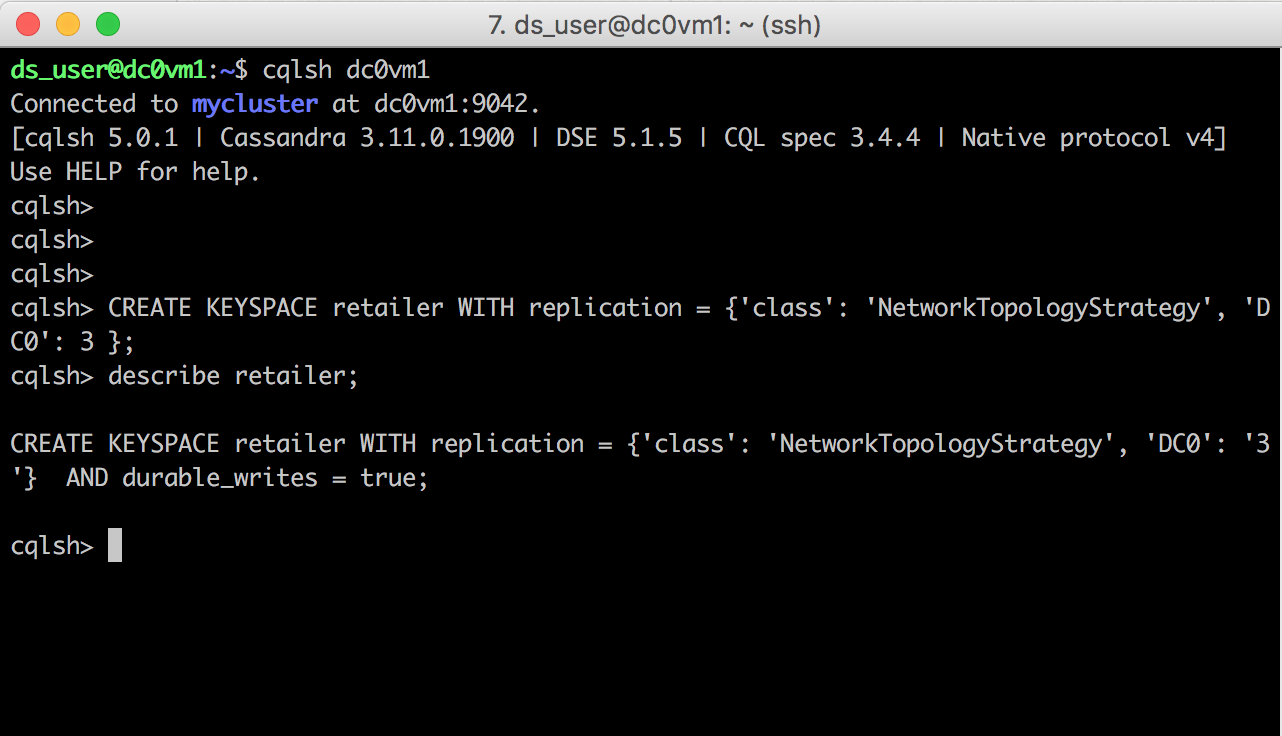 7. ds_user@dc0vm1: ~ (ssh)
ds_user@dc0vm1:~$ cqlsh dc0vm1
Connected to mycluster at dc0vm1:9042.
[cqlsh 5.0.1 | Cassandra 3.11.0.1900 | DSE 5.1.5 | CQL spec 3.4.4 | Native protocol v4]
Use HELP for help.
cqlsh>
cqlsh>
cqlsh>
cqlsh> CREATE KEYSPACE retailer WITH replication = {'class': 'NetworkTopologyStrategy', 'D
C0': 3 };
cqlsh> describe retailer;
CREATE KEYSPACE retailer WITH replication = {'class': 'NetworkTopologyStrategy', 'DC0': '3
'}  AND durable_writes = true;
cqlsh>